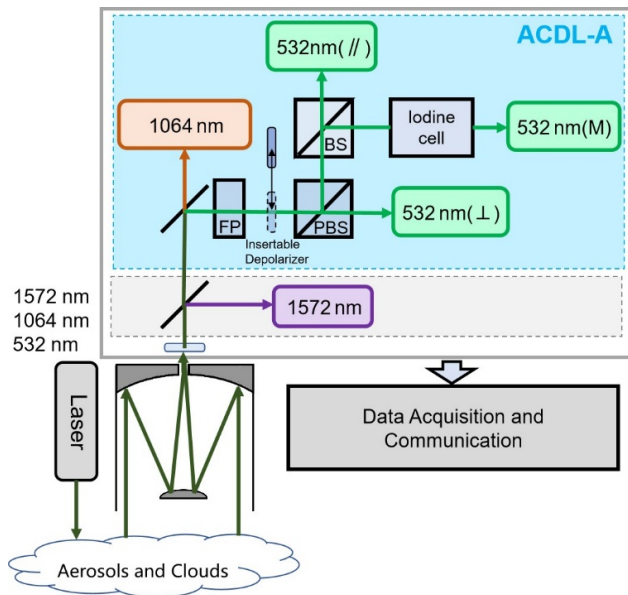 ACDL-A
532nm(∥)
1064 nm
BS
Iodine
cell
532 nm(M)
FP
Insertable
Depolarizer
PBS
532 nm(⊥)
1572 nm
1572 nm
1064 nm
532 nm
Laser
Data Acquisition and
Communication
Aerosols and Clouds